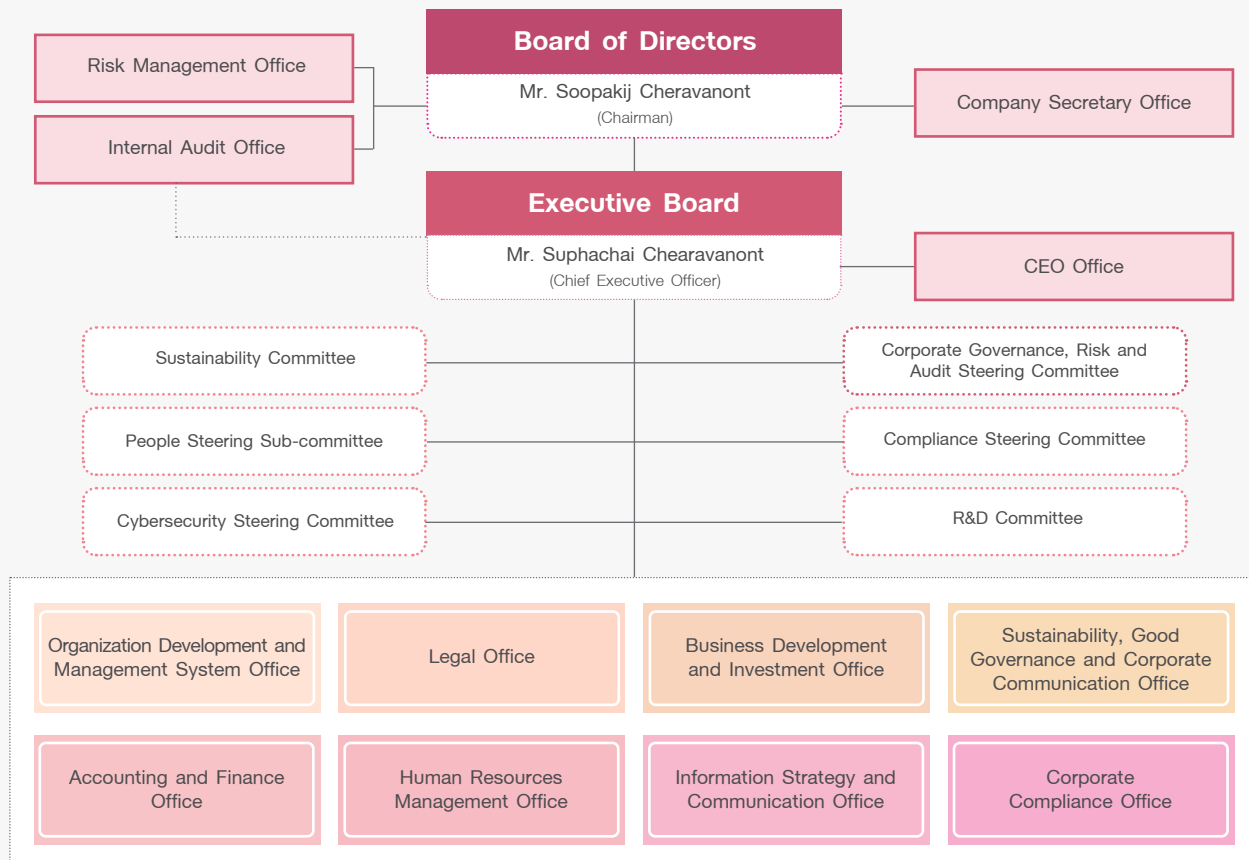 Board of Directors
Risk Management Office
Mr. Soopakij Cheravanont
(Chairman)
Company Secretary Office
Internal Audit Office
Executive Board
Mr. Suphachai Chearavanont
(Chief Executive Officer)
CEO Office
Sustainability Committee
Corporate Governance, Risk and
Audit Steering Committee
People Steering Sub-committee
Compliance Steering Committee
Cybersecurity Steering Committee
R&D Committee
Organization Development and
Management System Office
Legal Office
Business Development
and Investment Office
Sustainability, Good
Governance and Corporate
Communication Office
Accounting and Finance
Office
Human Resources
Management Office
Information Strategy and
Communication Office
Corporate
Compliance Office